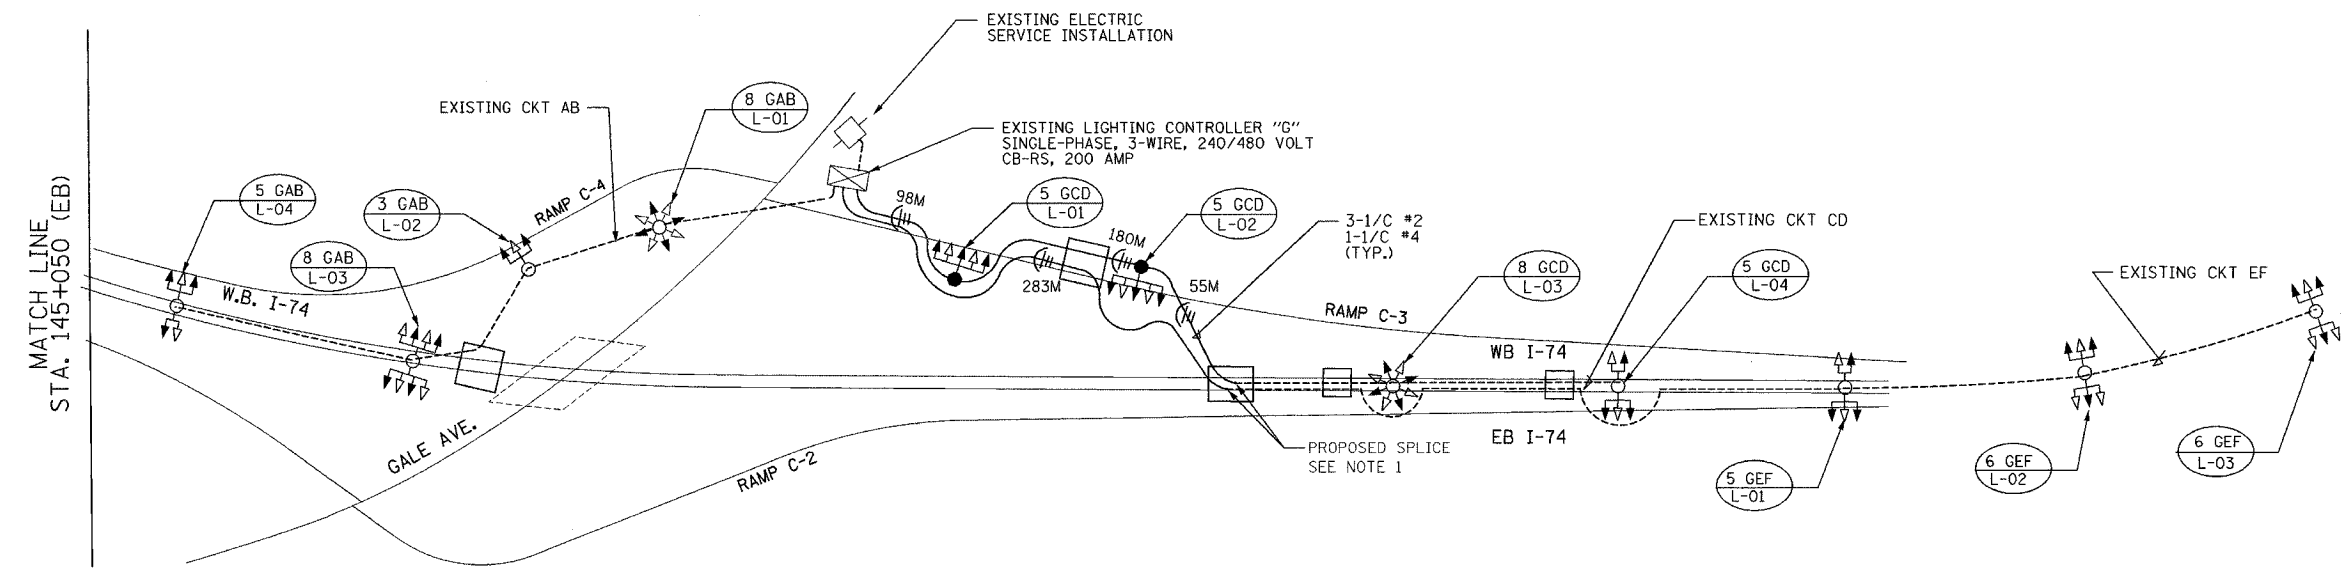 EXISTING ELECTRIC
SERVICE INSTALLATION
EXISTING CKT AB
8 GAB
L-01
EXISTING LIGHTING CONTROLLER "G"
SINGLE-PHASE, 3-WIRE, 240/480 VOLT
CB-RS, 200 AMP
MATCH LINE
STA. 145+050 (EB)
5 GAB
L-04
3 GAB
L-02
8 GAB
L-03
RAMP C-4
W.B. I-74
98M
5 GCD
L-01
283M
180M
5 GCD
L-02
55M
3-1/C #2
1-1/C #4
(TYP.)
EXISTING CKT CD
8 GCD
L-03
5 GCD
L-04
EXISTING CKT EF
RAMP C-3
WB I-74
EB I-74
GALE AVE.
RAMP C-2
PROPOSED SPLICE
SEE NOTE 1
5 GEF
L-01
6 GEF
L-02
6 GEF
L-03